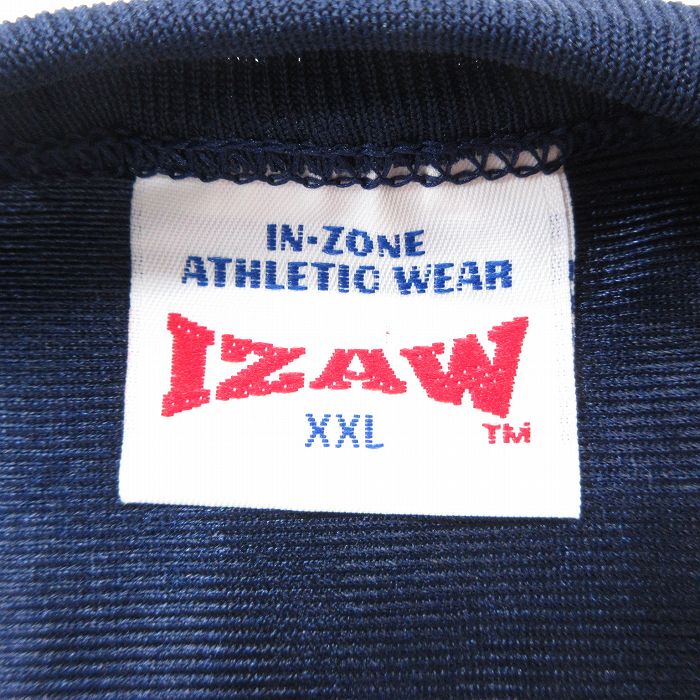 IN-ZONE
ATHLETIC WEAR
IZAW
XXL TM